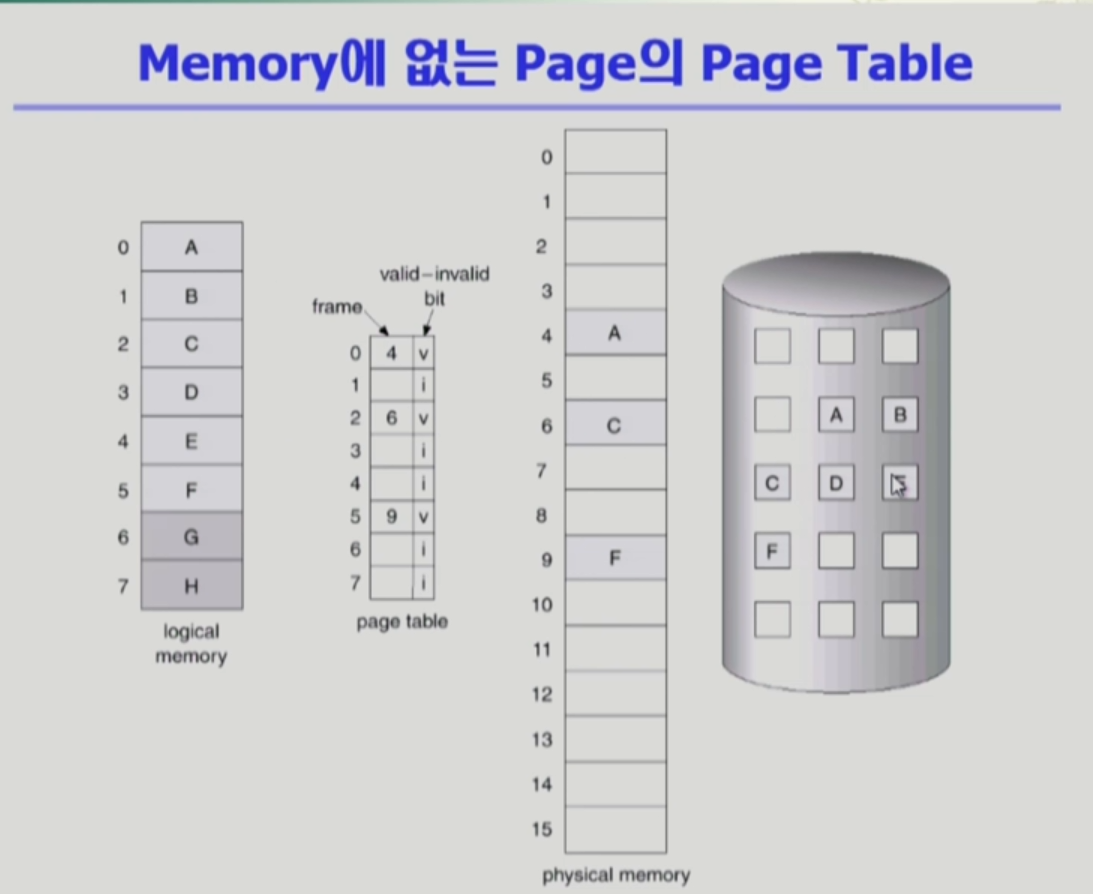 Memory에 없는 Page의 Page Table
0 A
1 B
2 C
3 D
4 E
5 F
6 G
7 H
logical
memory
valid–invalid
bit
frame
0 4 v
1 i
2 6 v
3 i
4 i
5 9 v
6 i
7 i
page table
0
1
2
3
4 A
5
6 C
7
8
9 F
10
11
12
13
14
15
physical memory
A B
C D
F